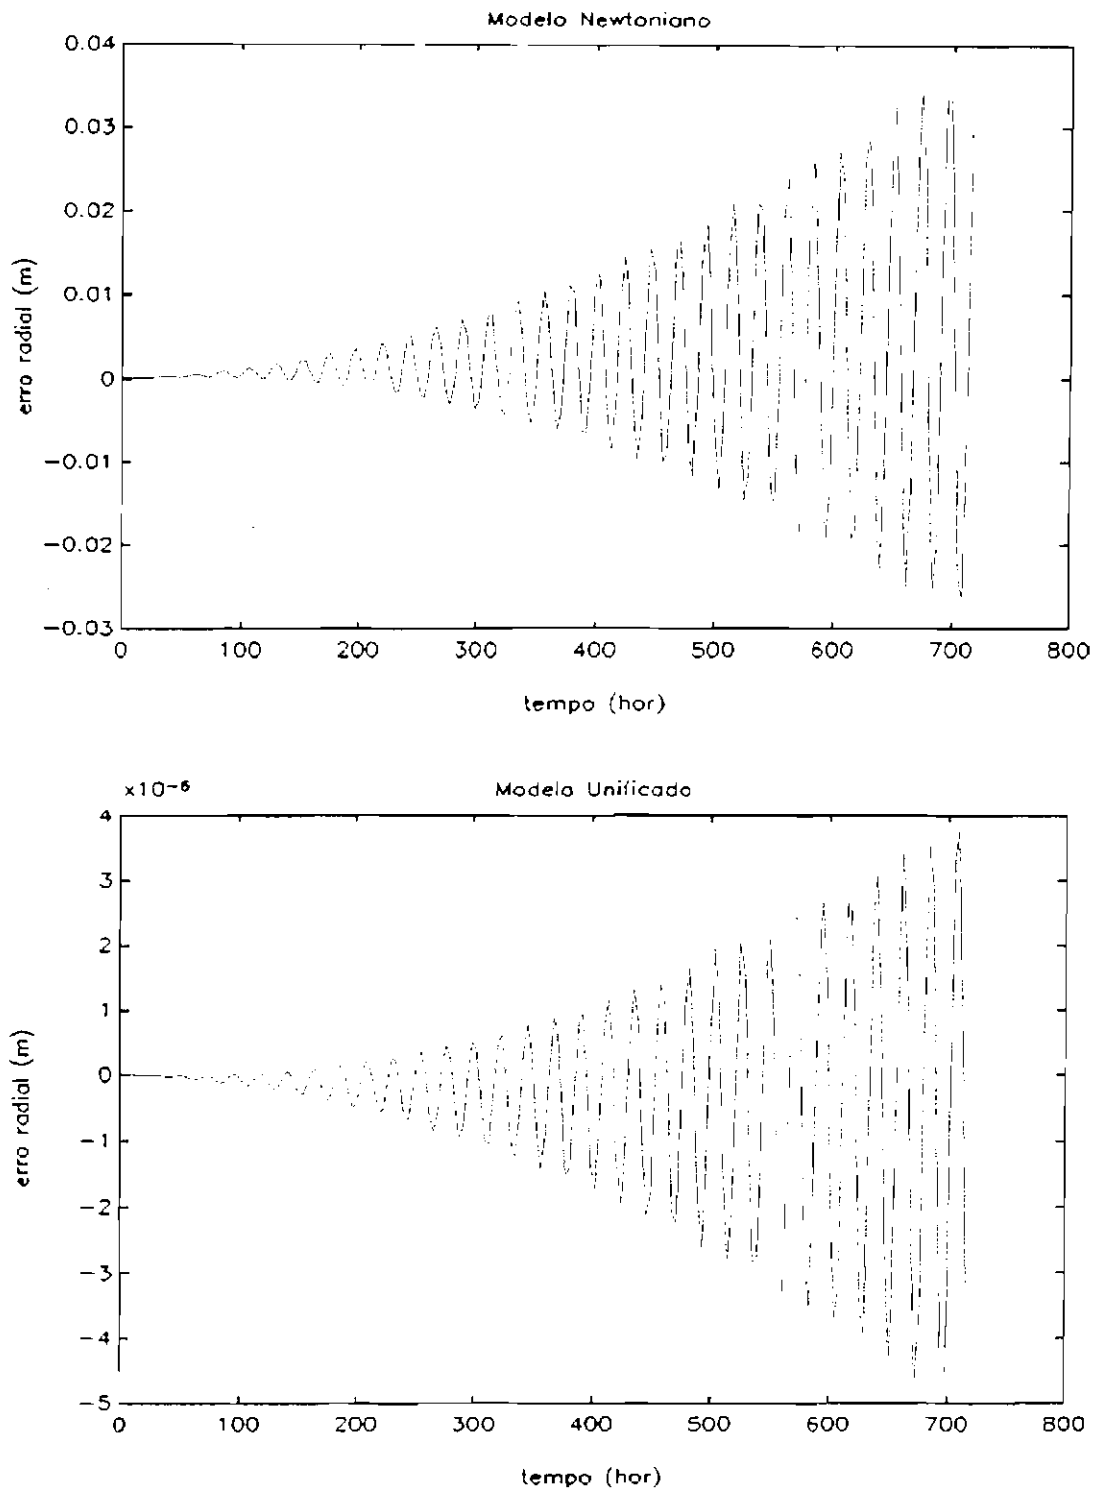 Modelo Newtoniano
0.04
0.03
0.02
0.01
0
−0.01
−0.02
−0.03
erro radial (m)
0 100 200 300 400 500 600 700 800
tempo (hor)
x10⁻⁶
Modelo Unificado
4
3
2
1
0
−1
−2
−3
−4
−5
erro radial (m)
0 100 200 300 400 500 600 700 800
tempo (hor)